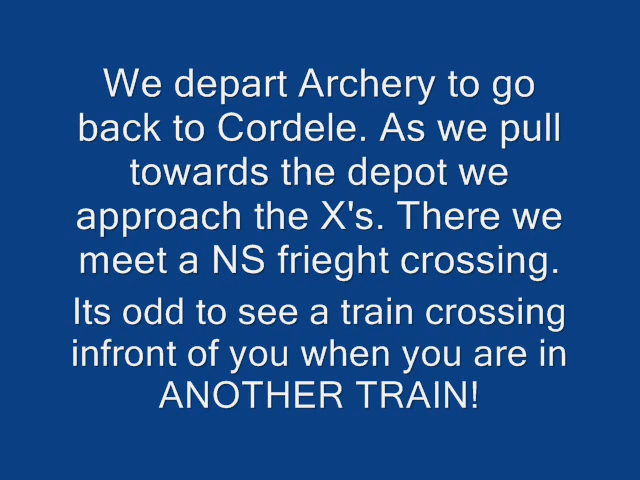 We depart Archery to go
back to Cordele. As we pull
towards the depot we
approach the X's. There we
meet a NS frieght crossing.
Its odd to see a train crossing
infront of you when you are in
ANOTHER TRAIN!